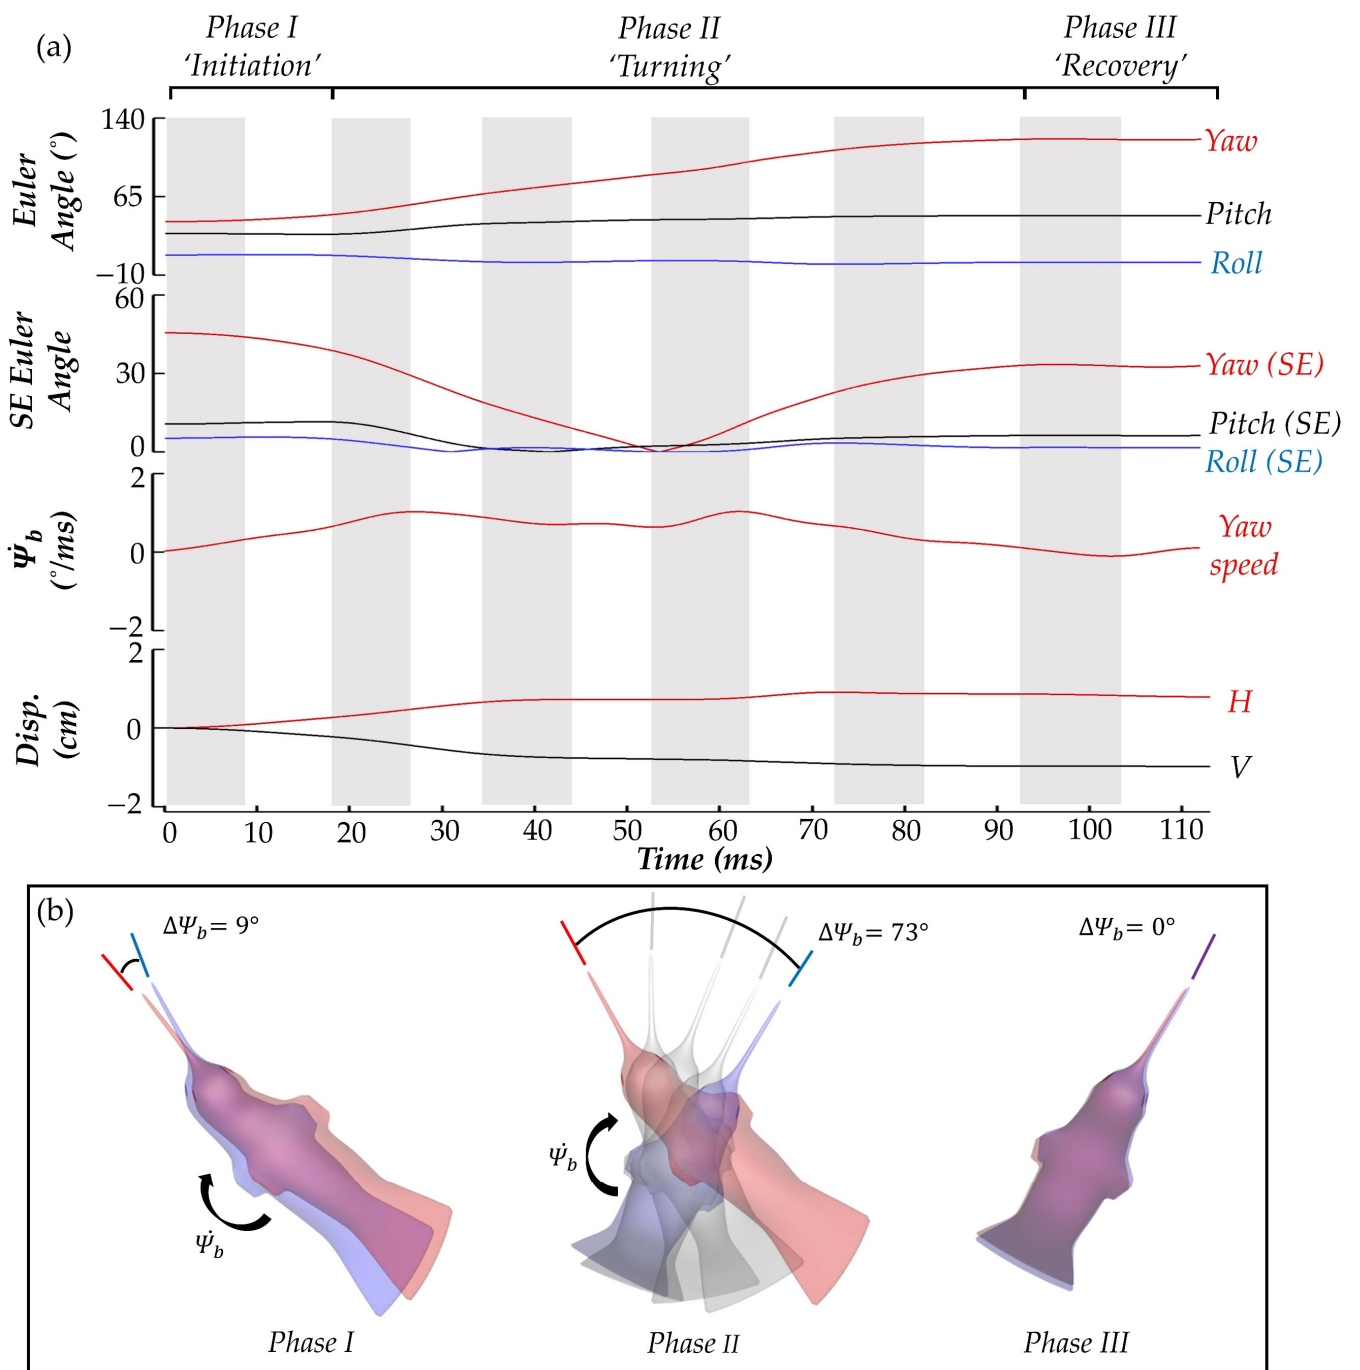 (a)
Phase I
‘Initiation’
Phase II
‘Turning’
Phase III
‘Recovery’
Euler
Angle (°)
140
65
−10
Yaw
Pitch
Roll
SE Euler
Angle
60
30
0
Yaw (SE)
Pitch (SE)
Roll (SE)
Ψ̇b
(°/ms)
2
0
−2
Yaw
speed
Disp.
(cm)
2
0
−2
H
V
0 10 20 30 40 50 60 70 80 90 100 110
Time (ms)
(b)
ΔΨb = 9°
ΔΨb = 73°
ΔΨb = 0°
Ψ̇b
Ψ̇b
Phase I
Phase II
Phase III